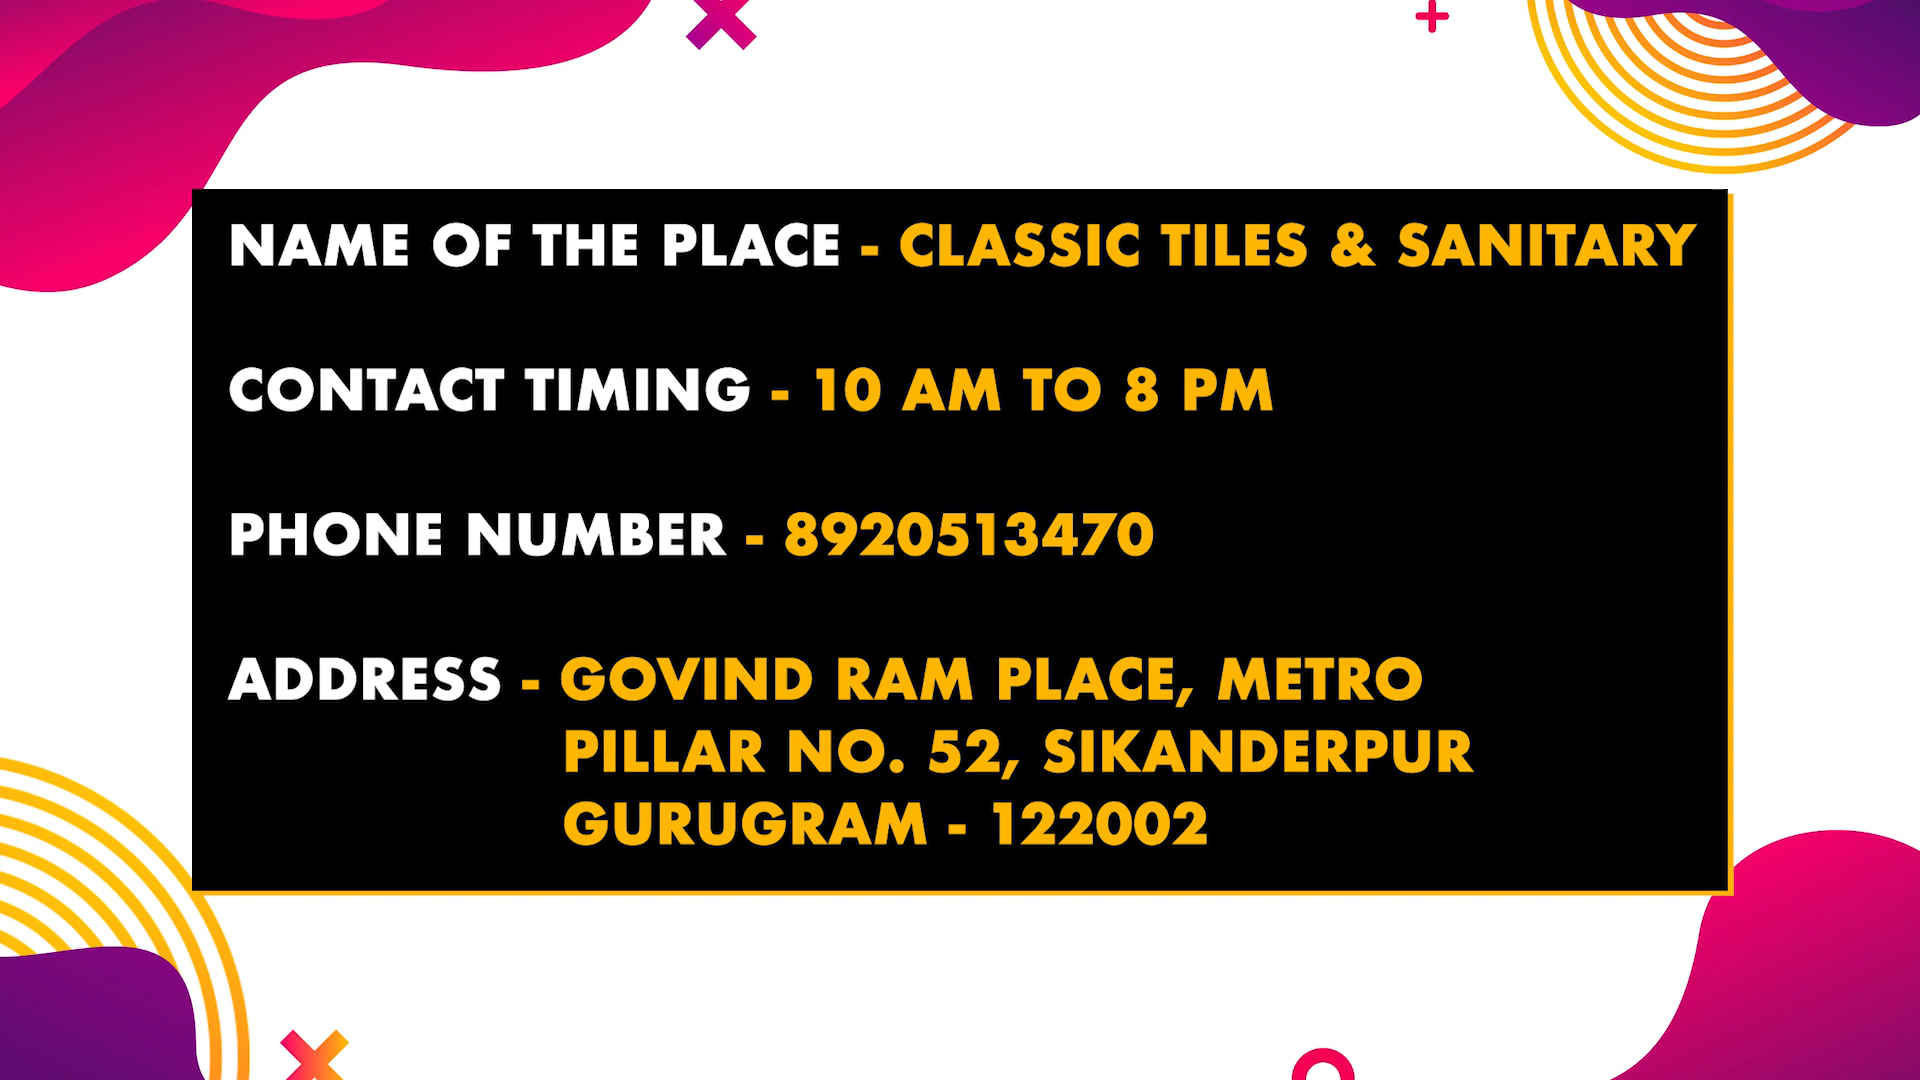 NAME OF THE PLACE - CLASSIC TILES & SANITARY
CONTACT TIMING - 10 AM TO 8 PM
PHONE NUMBER - 8920513470
ADDRESS - GOVIND RAM PLACE, METRO
PILLAR NO. 52, SIKANDERPUR
GURUGRAM - 122002